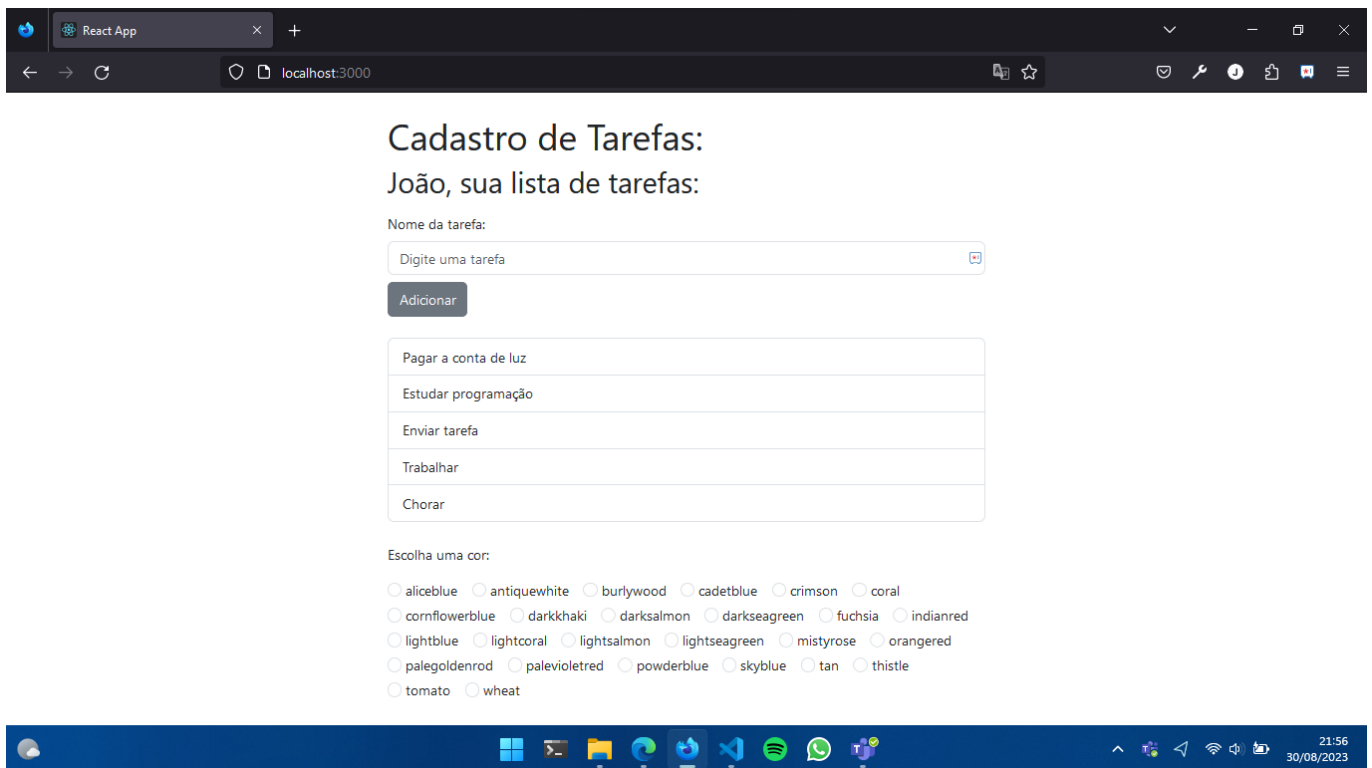 React App
localhost:3000
Cadastro de Tarefas:
João, sua lista de tarefas:
Nome da tarefa:
Digite uma tarefa
Adicionar
Pagar a conta de luz
Estudar programação
Enviar tarefa
Trabalhar
Chorar
Escolha uma cor:
aliceblue antiquewhite burlywood cadetblue crimson coral
cornflowerblue darkkhaki darksalmon darkseagreen fuchsia indianred
lightblue lightcoral lightsalmon lightseagreen mistyrose orangered
palegoldenrod palevioletred powderblue skyblue tan thistle
tomato wheat
21:56
30/08/2023